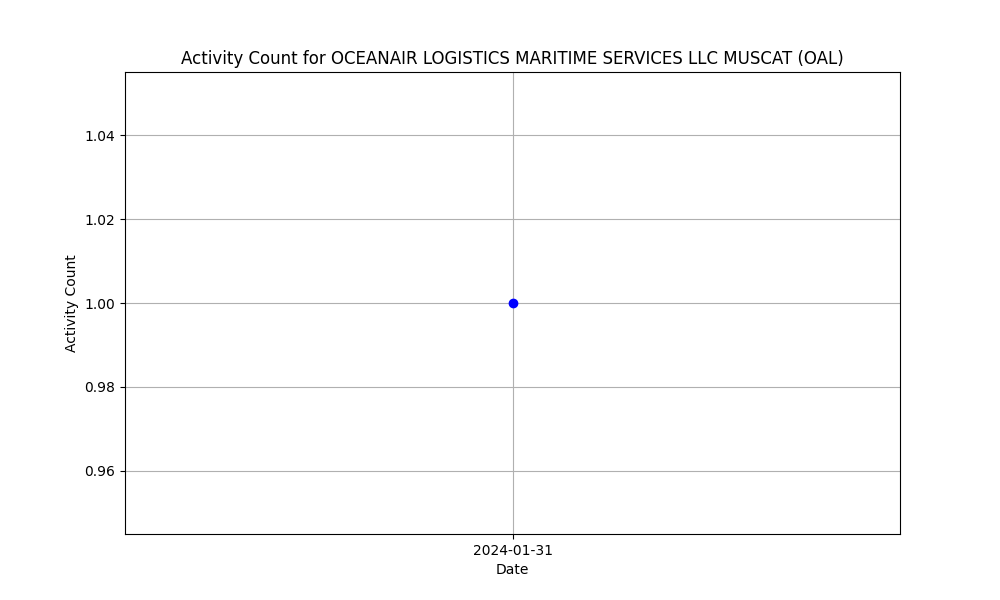 Activity Count for OCEANAIR LOGISTICS MARITIME SERVICES LLC MUSCAT (OAL)
Activity Count
1.04
1.02
1.00
0.98
0.96
2024-01-31
Date